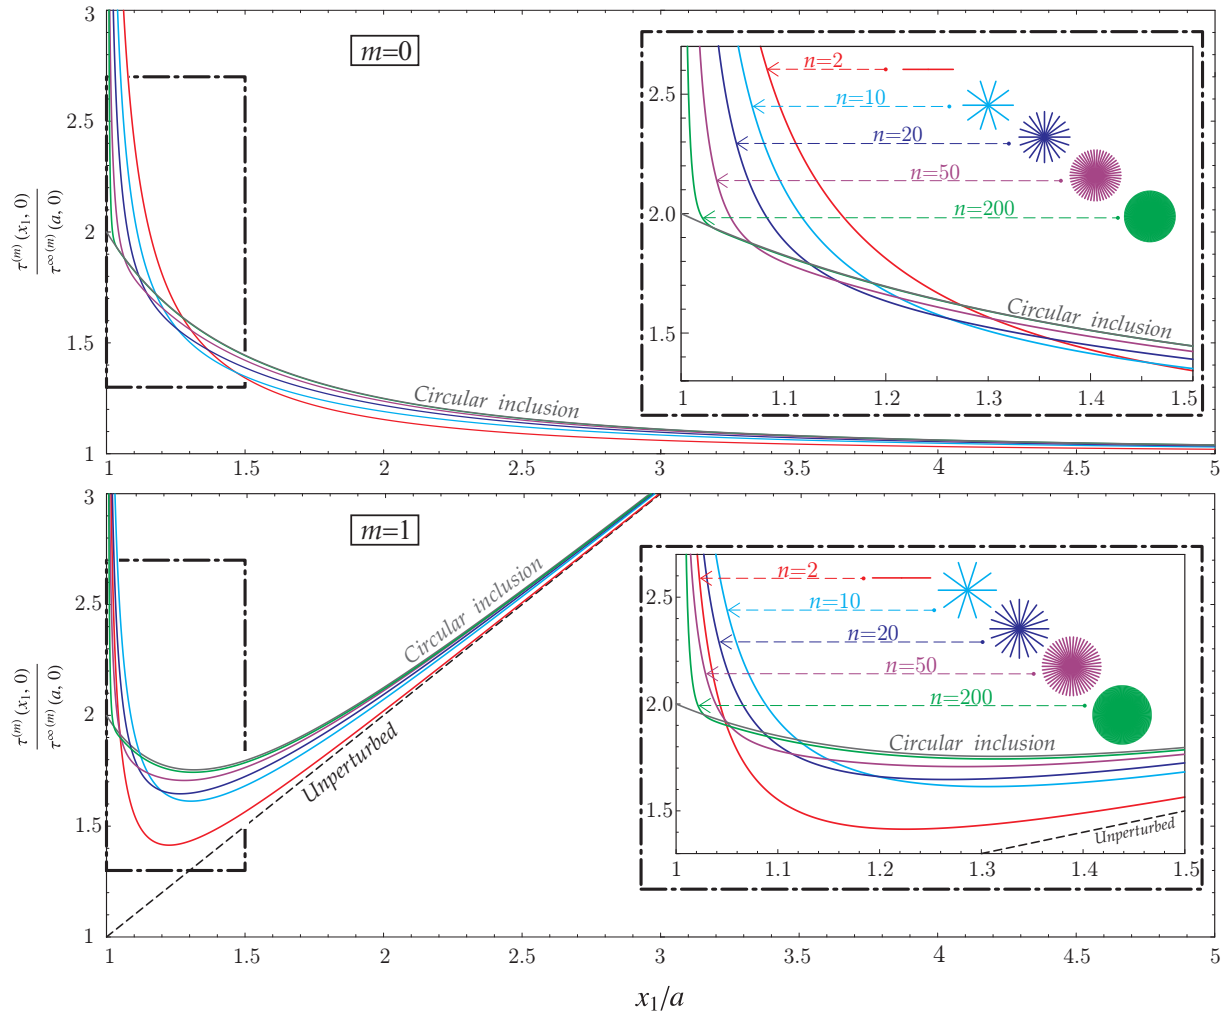 3
m=0
2.5
2
1.5
1
τ^(m)(x₁, 0)
τ^∞(m)(a, 0)
Circular inclusion
1 1.5 2 2.5 3 3.5 4 4.5 5
2.5
2.0
1.5
n=2
n=10
n=20
n=50
n=200
Circular inclusion
1 1.1 1.2 1.3 1.4 1.5
3
m=1
2.5
2
1.5
1
τ^(m)(x₁, 0)
τ^∞(m)(a, 0)
Circular inclusion
Unperturbed
2.5
2.0
1.5
n=2
n=10
n=20
n=50
n=200
Circular inclusion
Unperturbed
1 1.1 1.2 1.3 1.4 1.5
1 1.5 2 2.5 3 3.5 4 4.5 5
x₁/a